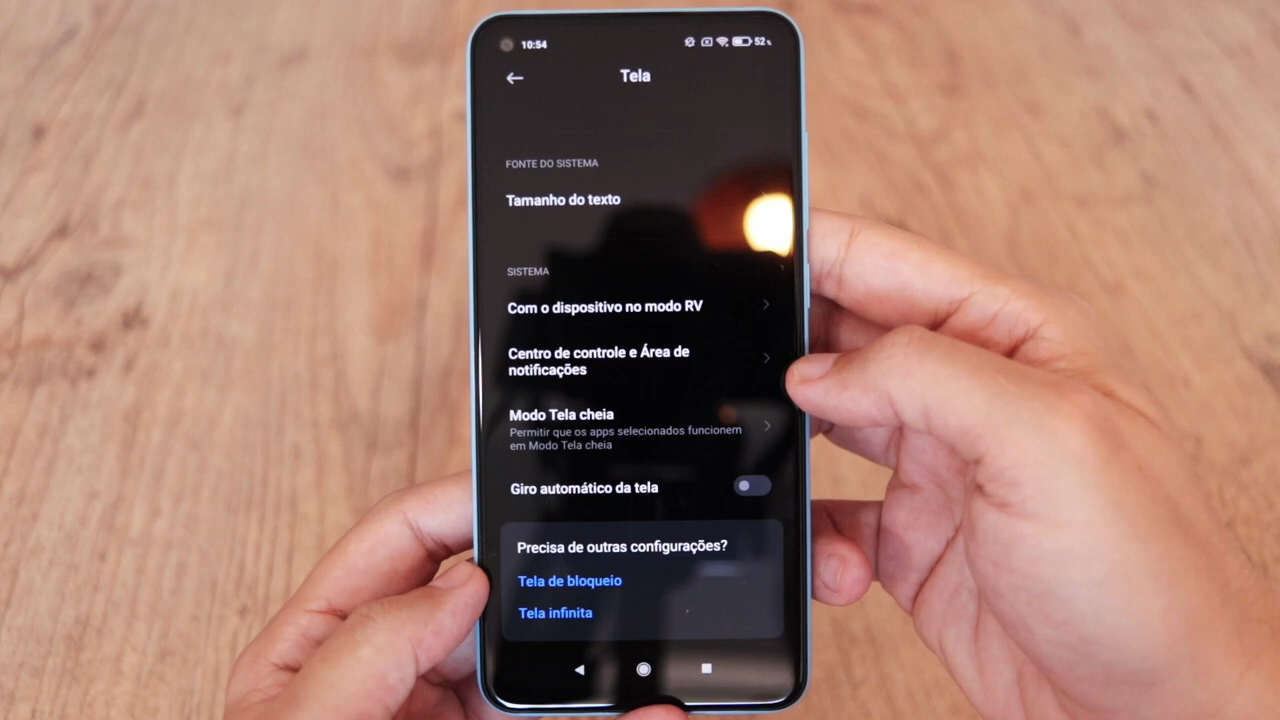 10:54
52%
Tela
FONTE DO SISTEMA
Tamanho do texto
SISTEMA
Com o dispositivo no modo RV
Centro de controle e Área de
notificações
Modo Tela cheia
Permitir que os apps selecionados funcionem
em Modo Tela cheia
Giro automático da tela
Precisa de outras configurações?
Tela de bloqueio
Tela infinita